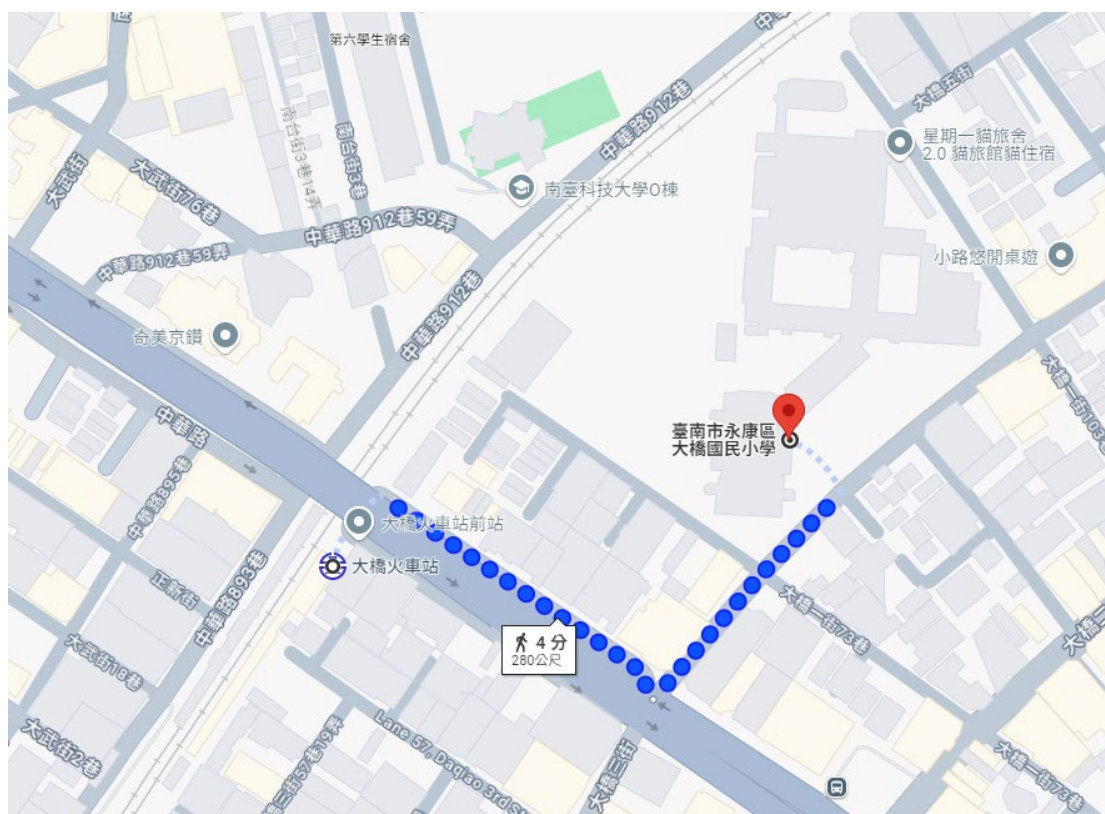 第六學生宿舍
中華路912巷
大橋五街
星期一貓旅舍
2.0 貓旅館貓住宿
南台街3巷14弄
南台街3巷
大武街
大武街76巷
南臺科技大學O棟
中華路912巷59弄
中華路912巷59弄
小路悠閒桌遊
奇美京鑽
中華路912巷
大橋一街103巷
中華路
臺南市永康區
大橋國民小學
中華路895巷
大橋火車站前站
大橋火車站
正新街
中華路893巷
大橋一街73巷
4 分
280公尺
大武街18巷
大武街2巷
Lane 57, Daqiao 3rd St
大橋三街
大橋一街73巷